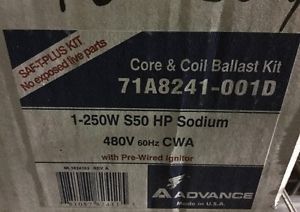 SAF-T-PLUS KIT
No exposed live parts
Core & Coil Ballast Kit
71A8241-001D
1-250W S50 HP Sodium
480V 60Hz CWA
with Pre-Wired Ignitor
REV A
ADVANCE
Made in U.S.A.